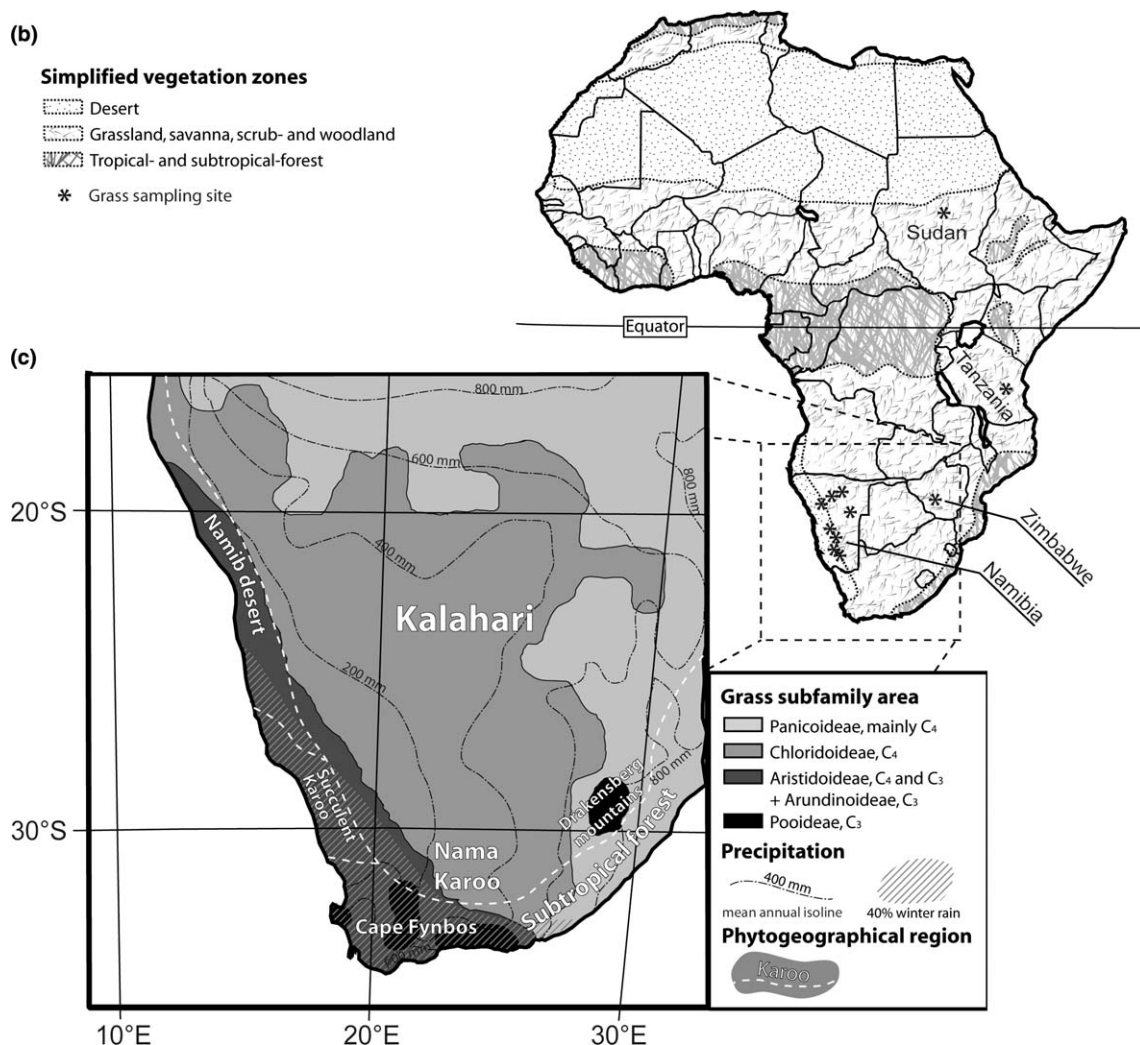 (b)
Simplified vegetation zones
Desert
Grassland, savanna, scrub- and woodland
Tropical- and subtropical-forest
* Grass sampling site
Sudan
Equator
Tanzania
Zimbabwe
Namibia
(c)
800 mm
600 mm
800 mm
20°S
400 mm
Namib desert
Kalahari
200 mm
800 mm
Succulent
Karoo
Drakensberg
mountains
30°S
Nama
Karoo
Subtropical forest
Cape Fynbos
10°E
20°E
30°E
Grass subfamily area
Panicoideae, mainly C₄
Chloridoideae, C₄
Aristidoideae, C₄ and C₃
+ Arundinoideae, C₃
Pooideae, C₃
Precipitation
400 mm
mean annual isoline
40% winter rain
Phytogeographical region
Karoo